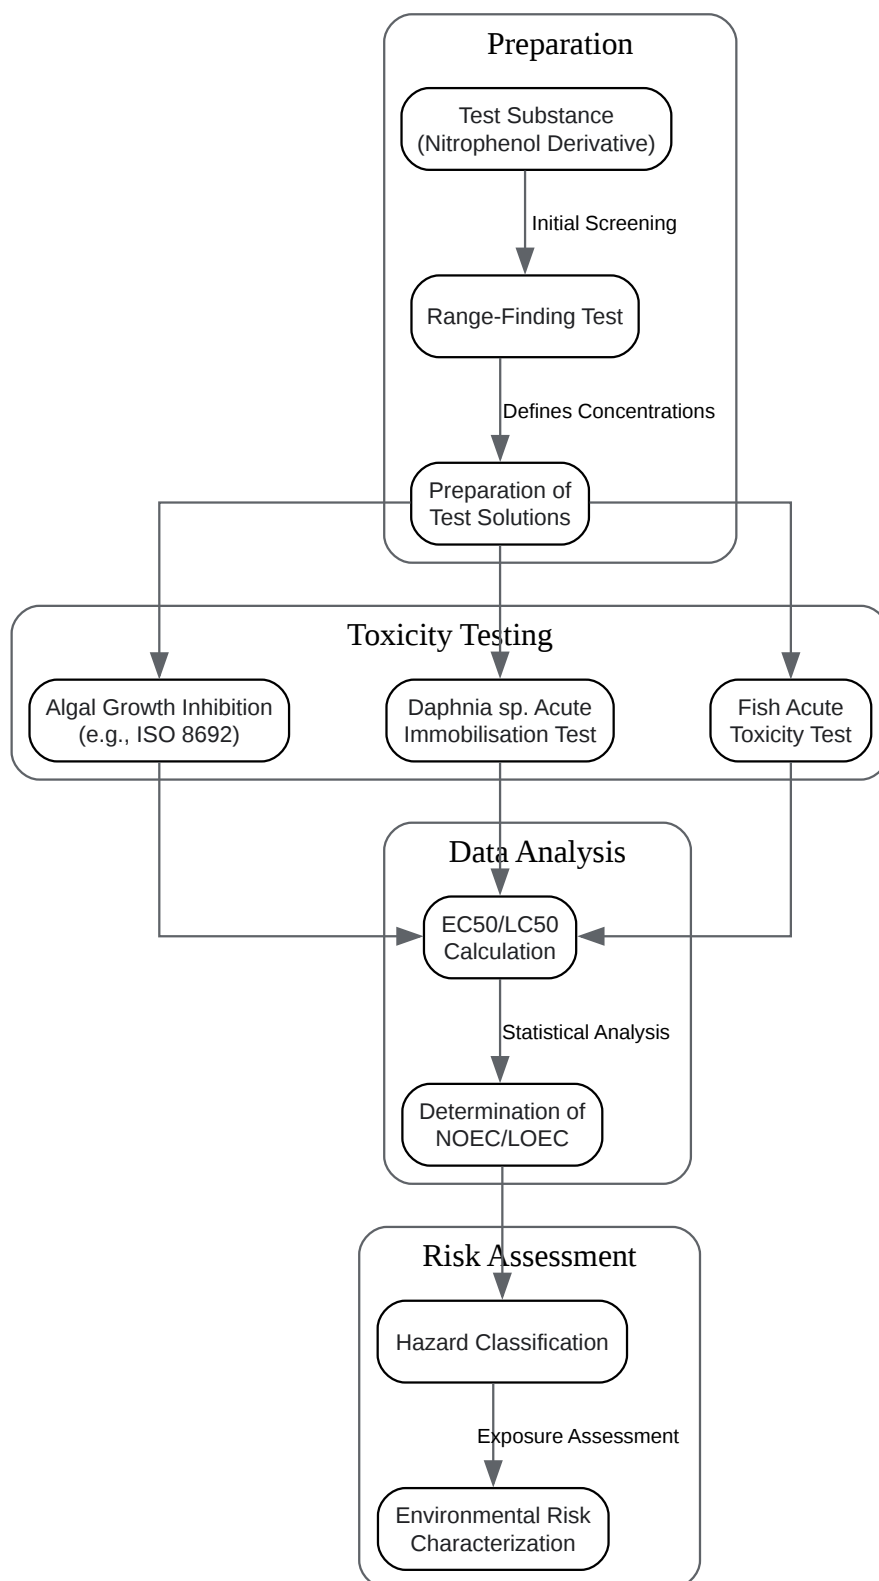 Preparation
Test Substance
(Nitrophenol Derivative)
Initial Screening
Range-Finding Test
Defines Concentrations
Preparation of
Test Solutions
Toxicity Testing
Algal Growth Inhibition
(e.g., ISO 8692)
Daphnia sp. Acute
Immobilisation Test
Fish Acute
Toxicity Test
Data Analysis
EC50/LC50
Calculation
Statistical Analysis
Determination of
NOEC/LOEC
Risk Assessment
Hazard Classification
Exposure Assessment
Environmental Risk
Characterization